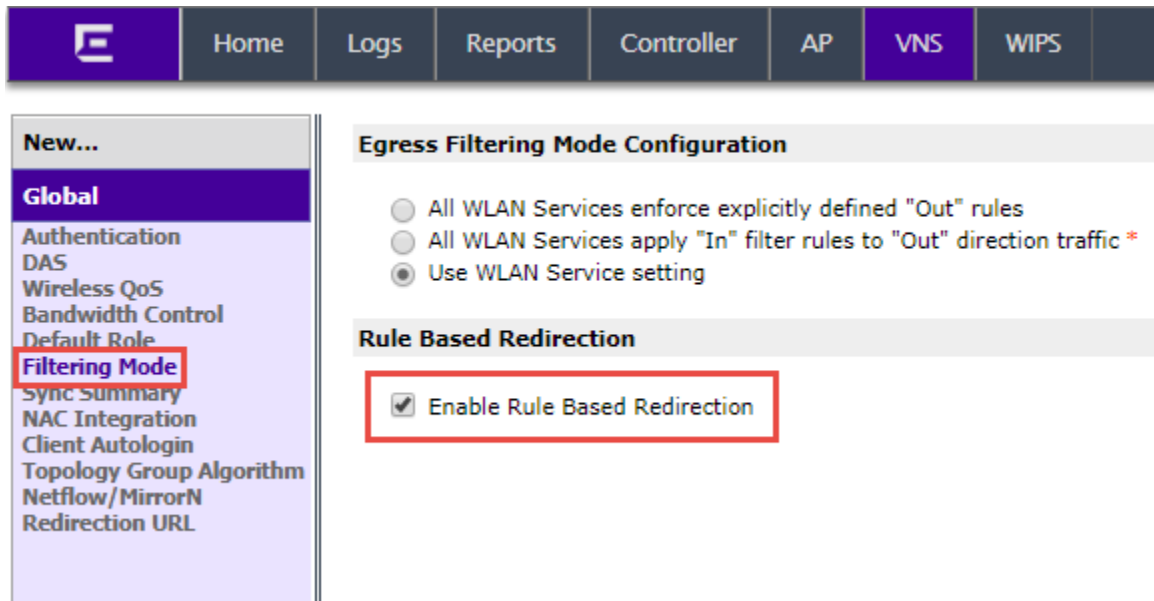 Home Logs Reports Controller AP VNS WIPS
New...
Global
Authentication
DAS
Wireless QoS
Bandwidth Control
Default Role
Filtering Mode
Sync Summary
NAC Integration
Client Autologin
Topology Group Algorithm
Netflow/MirrorN
Redirection URL
Egress Filtering Mode Configuration
All WLAN Services enforce explicitly defined "Out" rules
All WLAN Services apply "In" filter rules to "Out" direction traffic *
Use WLAN Service setting
Rule Based Redirection
Enable Rule Based Redirection